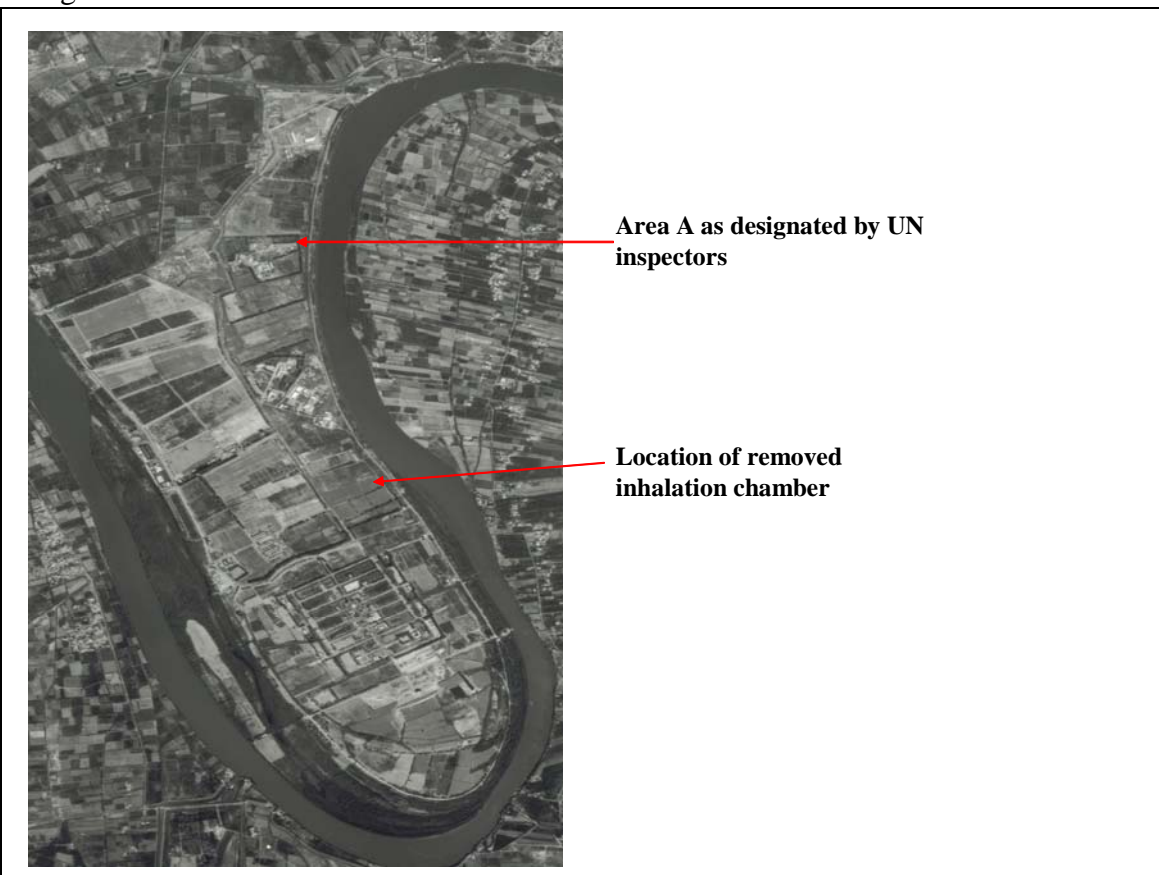 Area A as designated by UN
inspectors
Location of removed
inhalation chamber